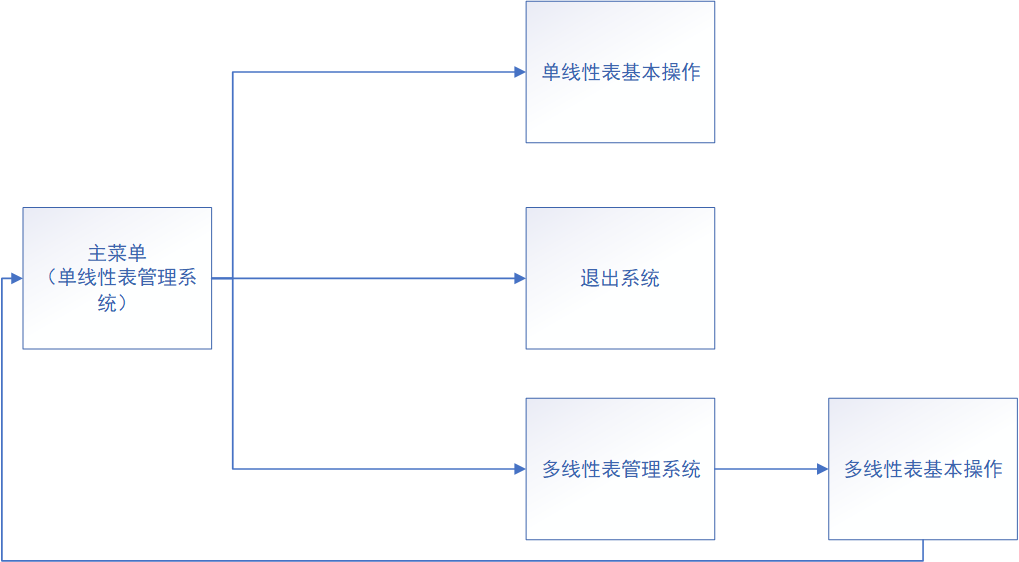 单线性表基本操作
主菜单
（单线性表管理系
统）
退出系统
多线性表管理系统
多线性表基本操作